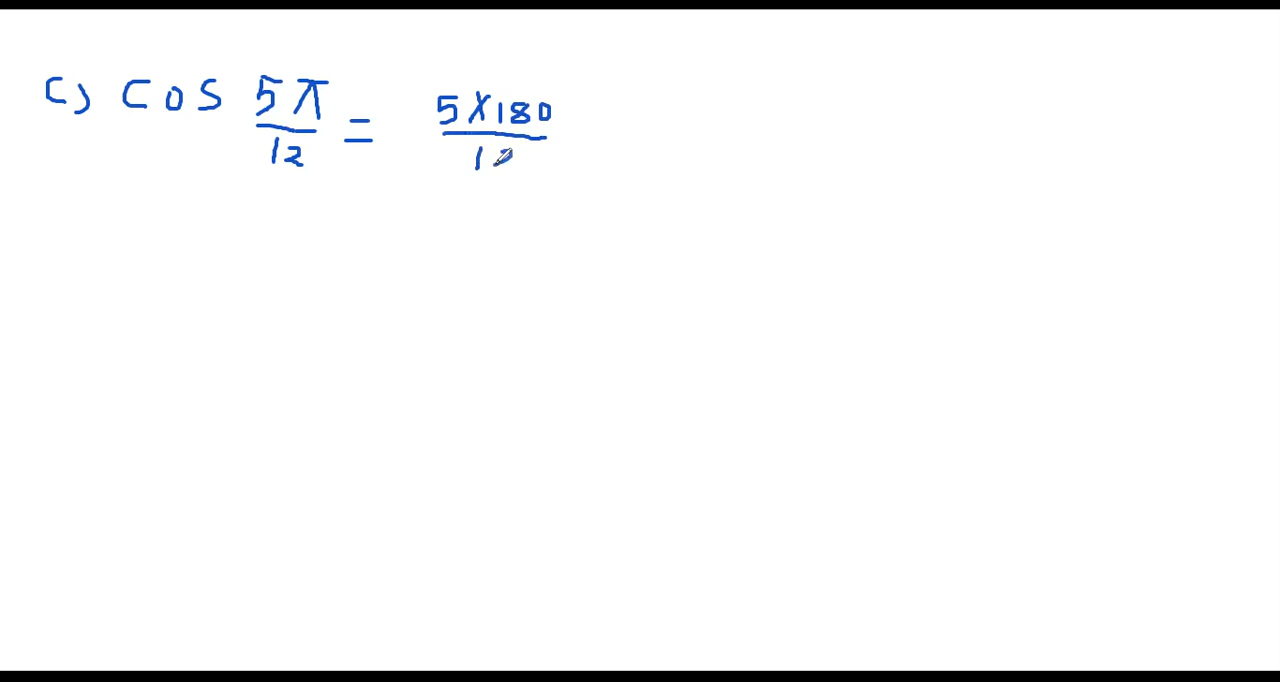 c) cos 5π/12 = 5×180/12